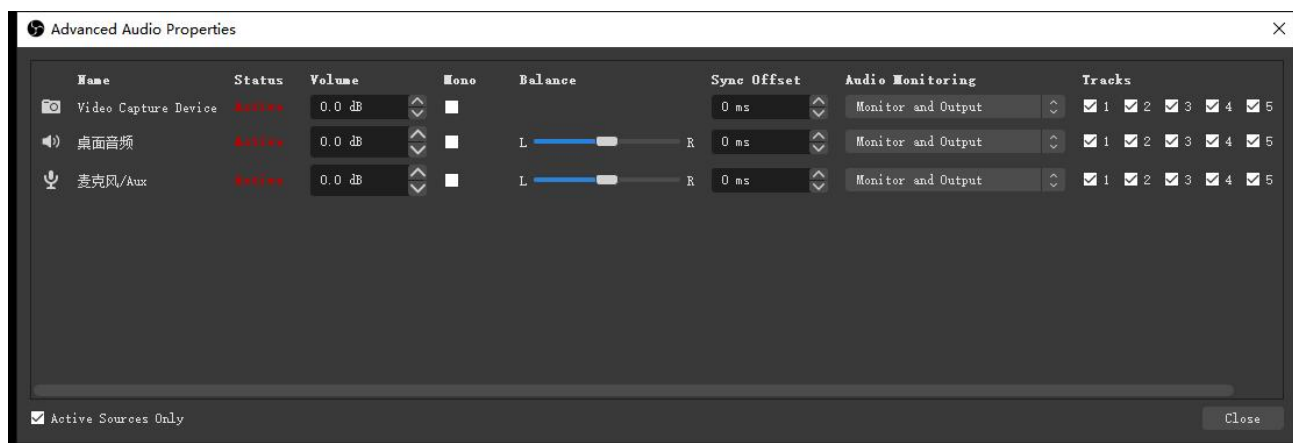 Advanced Audio Properties
Name Status Volume Mono Balance Sync Offset Audio Monitoring Tracks
Video Capture Device Active 0.0 dB 0 ms Monitor and Output 1 2 3 4 5
桌面音频 Active 0.0 dB L R 0 ms Monitor and Output 1 2 3 4 5
麦克风/Aux Active 0.0 dB L R 0 ms Monitor and Output 1 2 3 4 5
Active Sources Only Close